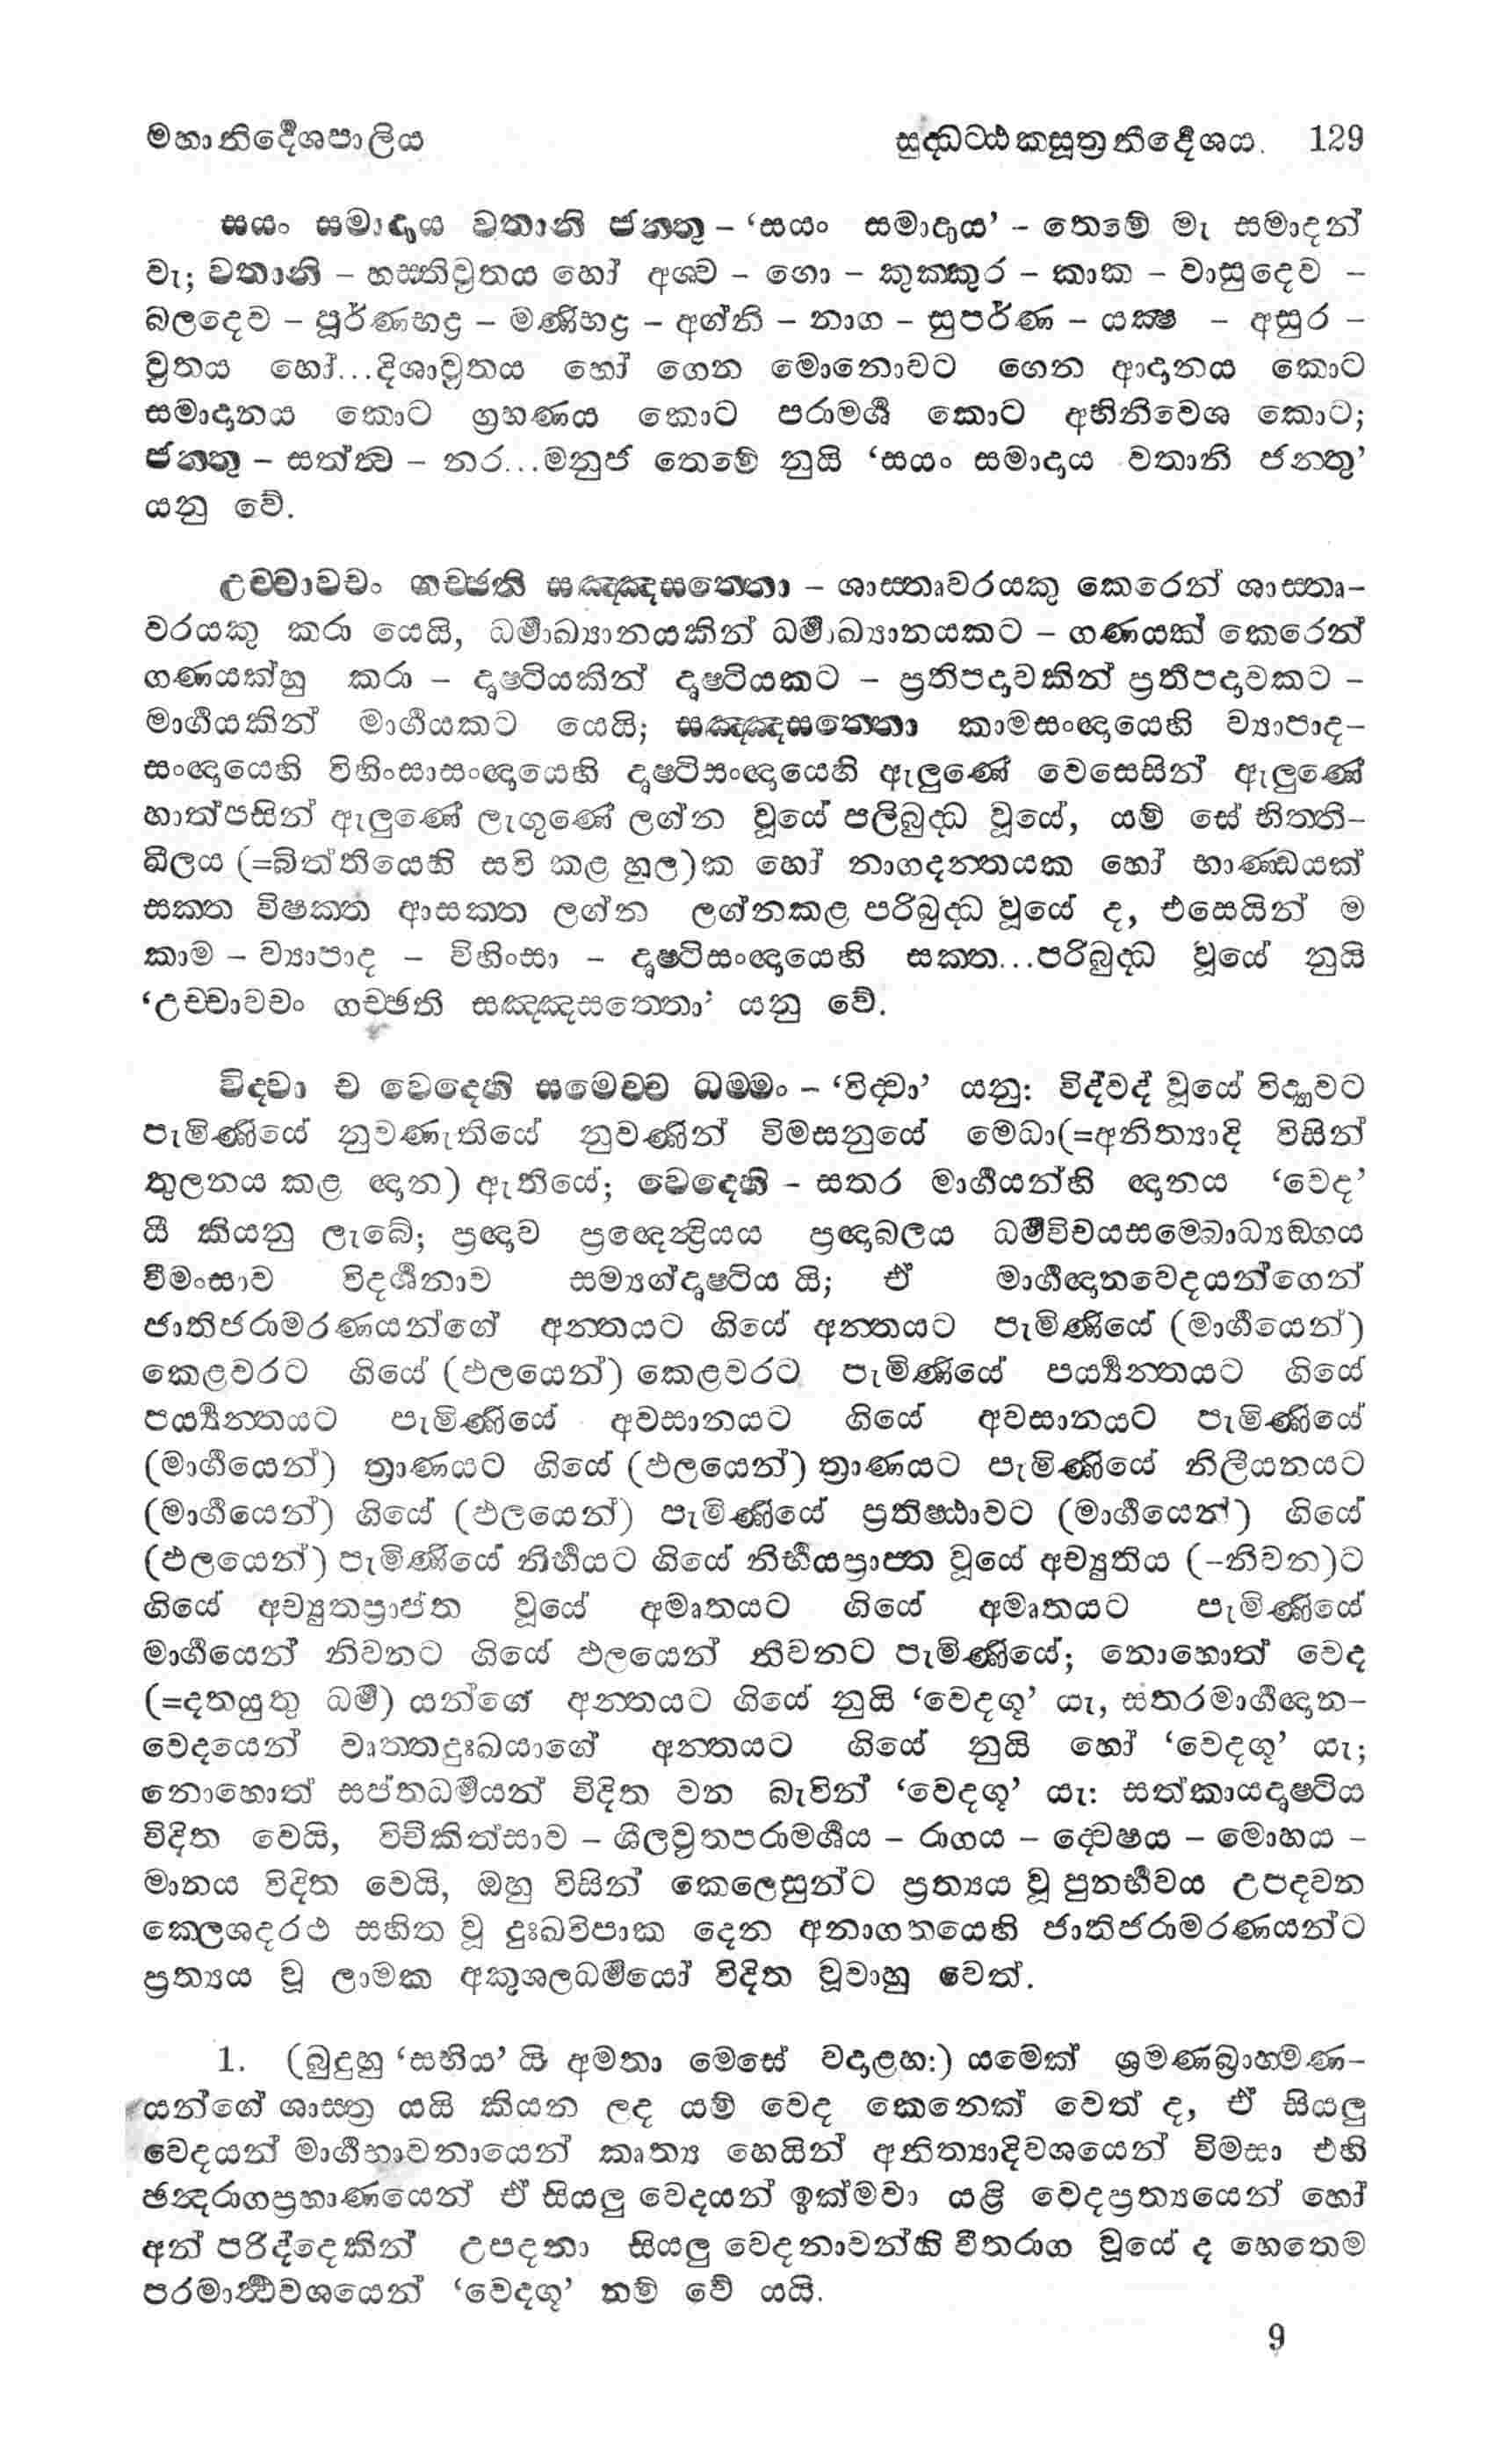 මහානිර්දේශපාලිය සුද්ධට්ඨකසූත්‍රනිර්දේශය. 129
සයං සමාදාය වතානි ජන්තු – ‘සයං සමාදාය’ – තෙමේ මැ සමාදන්
වැ; වතානි – හස්තිව්‍රතය හෝ අශ්ව – ගො – කුක්කුර – කාක – වාසුදෙව –
බලදෙව – පූර්ණභද්‍ර – මණිභද්‍ර – අග්නි – නාග – සුපර්ණ – යක්ෂ – අසුර –
ව්‍රතය හෝ...දිශාව්‍රතය හෝ ගෙන මොනොවට ගෙන ආදානය කොට
සමාදානය කොට ග්‍රහණය කොට පරාමර්ශ කොට අභිනිවෙශ කොට;
ජන්තු – සත්ත්ව – නර...මනුජ තෙමේ නුයි ‘සයං සමාදාය වතානි ජන්තු’
යනු වේ.
උච්චාවචං ගච්ඡති සඤ්ඤසත්තො – ශාස්තෘවරයකු කෙරෙන් ශාස්තෘ–
වරයකු කරා යෙයි, ධර්මාඛ්‍යානයකින් ධර්මාඛ්‍යානයකට – ගණයක් කෙරෙන්
ගණයක්හු කරා – දෘෂ්ටියකින් දෘෂ්ටියකට – ප්‍රතිපදාවකින් ප්‍රතිපදාවකට –
මාර්ගයකින් මාර්ගයකට යෙයි; සඤ්ඤසත්තො කාමසංඥායෙහි ව්‍යාපාද–
සංඥායෙහි විහිංසාසංඥායෙහි දෘෂ්ටිසංඥායෙහි ඇලුණේ වෙසෙසින් ඇලුණේ
හාත්පසින් ඇලුණේ ලැගුණේ ලග්න වූයේ පලිබුද්ධ වූයේ, යම් සේ භිත්ති–
ඛීලය (=බිත්තියෙහි සවි කළ හුල)ක හෝ නාගදන්තයක හෝ භාණ්ඩයක්
සක්ත විෂක්ත ආසක්ත ලග්න ලග්නකළ පරිබුද්ධ වූයේ ද, එසෙයින් ම
කාම – ව්‍යාපාද – විහිංසා – දෘෂ්ටිසංඥායෙහි සක්ත...පරිබුද්ධ වූයේ නුයි
‘උච්චාවචං ගච්ඡති සඤ්ඤසත්තො’ යනු වේ.
විද්වා ච වෙදෙහි සමෙච්ච ධම්මං – ‘විද්වා’ යනු: විද්වද් වූයේ විද්‍යාවට
පැමිණියේ නුවණැතියේ නුවණින් විමසනුයේ මෙධා(=අනිත්‍යාදි විසින්
තුලනය කළ ඥාන) ඇතියේ; වෙදෙහි – සතර මාර්ගයන්හි ඥානය ‘වෙද’
යී කියනු ලැබේ; ප්‍රඥාව ප්‍රඥෙන්ද්‍රියය ප්‍රඥාබලය ධර්මවිචයසම්බොධ්‍යඞ්ගය
වීමංසාව විදර්ශනාව සම්‍යග්දෘෂ්ටිය යි; ඒ මාර්ගඥානවෙදයන්ගෙන්
ජාතිජරාමරණයන්ගේ අන්තයට ගියේ අන්තයට පැමිණියේ (මාර්ගයෙන්)
කෙළවරට ගියේ (ඵලයෙන්) කෙළවරට පැමිණියේ පර්‍ය්‍යන්තයට ගියේ
පර්‍ය්‍යන්තයට පැමිණියේ අවසානයට ගියේ අවසානයට පැමිණියේ
(මාර්ගයෙන්) ත්‍රාණයට ගියේ (ඵලයෙන්) ත්‍රාණයට පැමිණියේ නිලීයනයට
(මාර්ගයෙන්) ගියේ (ඵලයෙන්) පැමිණියේ ප්‍රතිෂ්ඨාවට (මාර්ගයෙන්) ගියේ
(ඵලයෙන්) පැමිණියේ නිර්භයට ගියේ නිර්භයප්‍රාප්ත වූයේ අච්‍යුතිය (–නිවන)ට
ගියේ අච්‍යුතප්‍රාප්ත වූයේ අමෘතයට ගියේ අමෘතයට පැමිණියේ
මාර්ගයෙන් නිවනට ගියේ ඵලයෙන් නිවනට පැමිණියේ; නොහොත් වෙද
(=දතයුතු ධර්ම) යන්ගේ අන්තයට ගියේ නුයි ‘වෙදගූ’ යැ, සතරමාර්ගඥාන–
වෙදයෙන් වෘත්තදුඃඛයාගේ අන්තයට ගියේ නුයි හෝ ‘වෙදගූ’ යැ;
නොහොත් සප්තධර්මයන් විදිත වන බැවින් ‘වෙදගූ’ යැ: සත්කායදෘෂ්ටිය
විදිත වෙයි, විචිකිත්සාව – ශීලව්‍රතපරාමර්ශය – රාගය – ද්වෙෂය – මොහය –
මානය විදිත වෙයි, ඔහු විසින් කෙලෙසුන්ට ප්‍රත්‍යය වූ පුනර්භවය උපදවන
ක්ලෙශදරථ සහිත වූ දුඃඛවිපාක දෙන අනාගතයෙහි ජාතිජරාමරණයන්ට
ප්‍රත්‍යය වූ ලාමක අකුශලධර්මයෝ විදිත වූවාහු වෙත්.
1. (බුදුහු ‘සභිය’ යි අමතා මෙසේ වදාළහ:) යමෙක් ශ්‍රමණබ්‍රාහ්මණ–
යන්ගේ ශාස්ත්‍ර යයි කියන ලද යම් වෙද කෙනෙක් වෙත් ද, ඒ සියලු
වෙදයන් මාර්ගභාවනායෙන් කෘත්‍ය හෙයින් අනිත්‍යාදිවශයෙන් විමසා එහි
ඡන්දරාගප්‍රහාණයෙන් ඒ සියලු වෙදයන් ඉක්මවා යළි වෙදප්‍රත්‍යයෙන් හෝ
අන් පරිද්දෙකින් උපදනා සියලු වේදනාවන්හි වීතරාග වූයේ ද හෙතෙම
පරමාර්ත්‍ථවශයෙන් ‘වෙදගූ’ නම් වේ යයි.
9